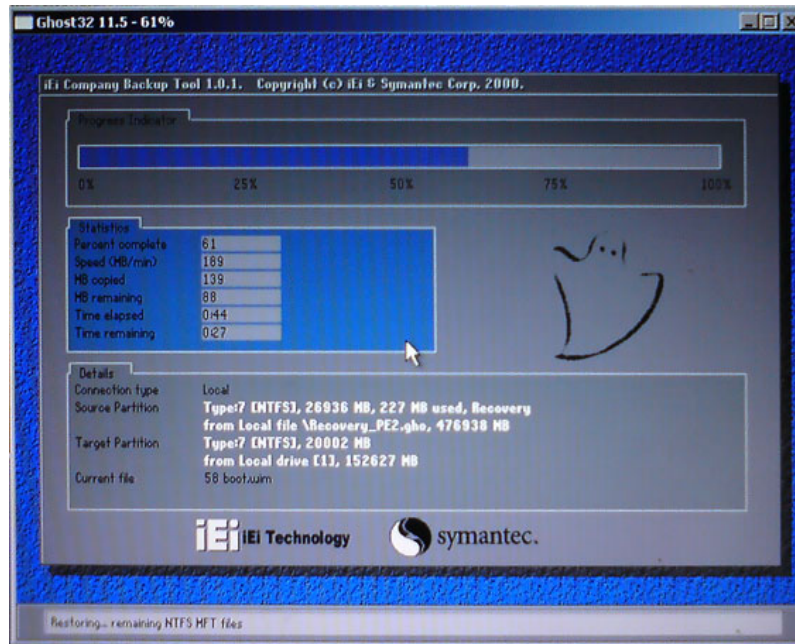 Ghost32 11.5 - 61%
iEi Company Backup Tool 1.0.1. Copyright (c) iEi & Symantec Corp. 2000.
Progress Indicator
0% 25% 50% 75% 100%
Statistics
Percent complete 61
Speed (MB/min) 189
MB copied 139
MB remaining 88
Time elapsed 0:44
Time remaining 0:27
Details
Connection type Local
Source Partition Type:7 [NTFS], 26936 MB, 227 MB used, Recovery
from Local file \Recovery_PE2.gho, 476938 MB
Target Partition Type:7 [NTFS], 20002 MB
from Local drive [1], 152627 MB
Current file 58 boot.wim
iEi iEi Technology symantec.
Restoring... remaining NTFS MFT files